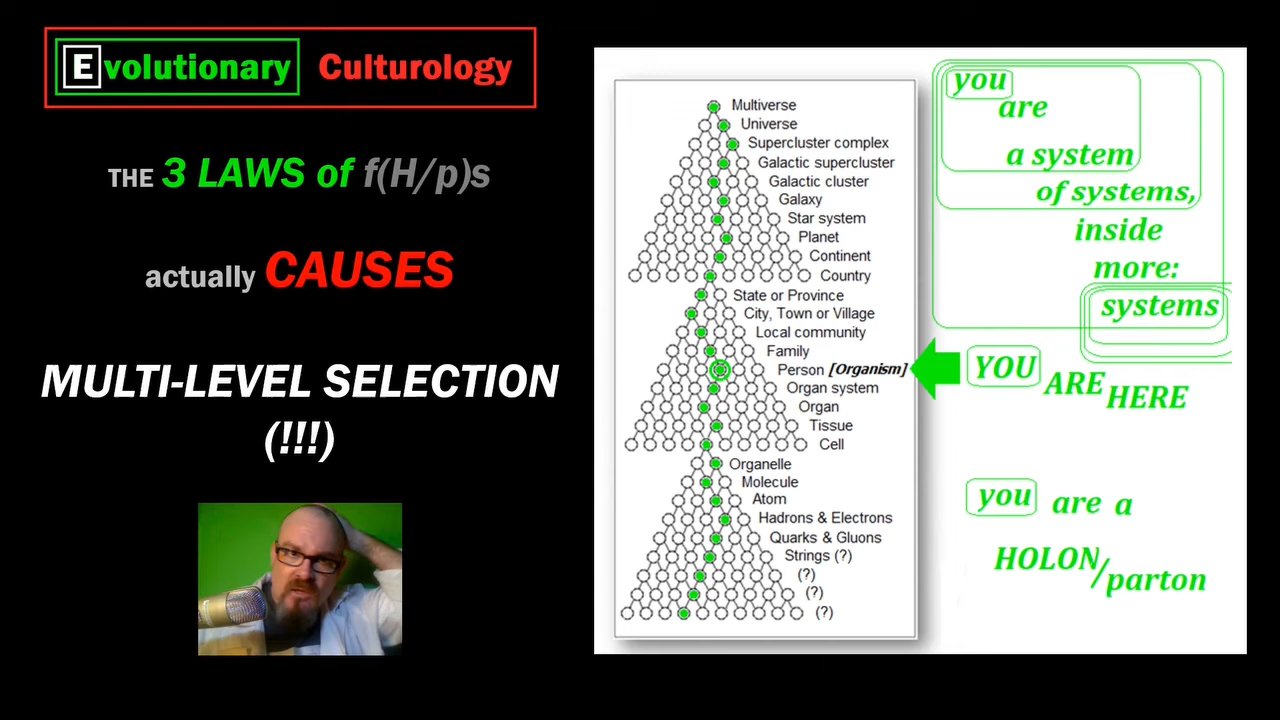 Evolutionary Culturology
THE 3 LAWS of f(H/p)s
actually CAUSES
MULTI-LEVEL SELECTION
(!!!)
Multiverse
Universe
Supercluster complex
Galactic supercluster
Galactic cluster
Galaxy
Star system
Planet
Continent
Country
State or Province
City, Town or Village
Local community
Family
Person [Organism]
Organ system
Organ
Tissue
Cell
Organelle
Molecule
Atom
Hadrons & Electrons
Quarks & Gluons
Strings (?)
(?)
(?)
(?)
you
are
a system
of systems,
inside
more:
systems
YOU ARE HERE
you are a
HOLON/parton